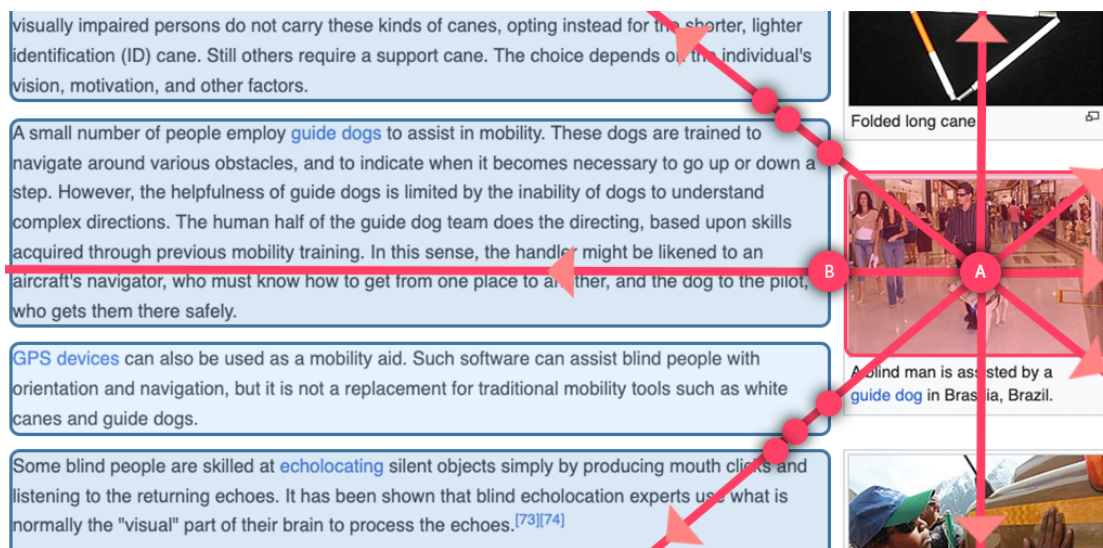 visually impaired persons do not carry these kinds of canes, opting instead for the shorter, lighter
identification (ID) cane. Still others require a support cane. The choice depends on the individual's
vision, motivation, and other factors.
A small number of people employ guide dogs to assist in mobility. These dogs are trained to
navigate around various obstacles, and to indicate when it becomes necessary to go up or down a
step. However, the helpfulness of guide dogs is limited by the inability of dogs to understand
complex directions. The human half of the guide dog team does the directing, based upon skills
acquired through previous mobility training. In this sense, the handler might be likened to an
aircraft's navigator, who must know how to get from one place to another, and the dog to the pilot,
who gets them there safely.
GPS devices can also be used as a mobility aid. Such software can assist blind people with
orientation and navigation, but it is not a replacement for traditional mobility tools such as white
canes and guide dogs.
Some blind people are skilled at echolocating silent objects simply by producing mouth clicks and
listening to the returning echoes. It has been shown that blind echolocation experts use what is
normally the "visual" part of their brain to process the echoes.[73][74]
Folded long cane
B
A
A blind man is assisted by a
guide dog in Brasilia, Brazil.